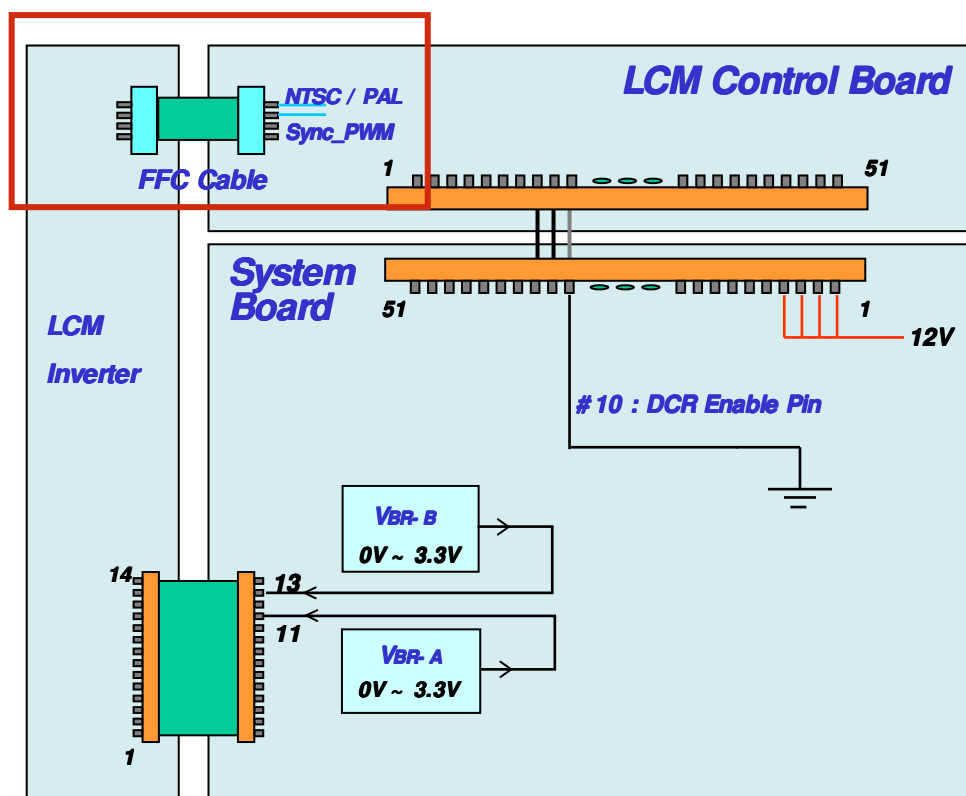 LCM Control Board
NTSC / PAL
Sync_PWM
FFC Cable
1
51
System
Board
51
1
12V
LCM
Inverter
#10 : DCR Enable Pin
VBR- B
0V ~ 3.3V
14
13
11
VBR- A
0V ~ 3.3V
1